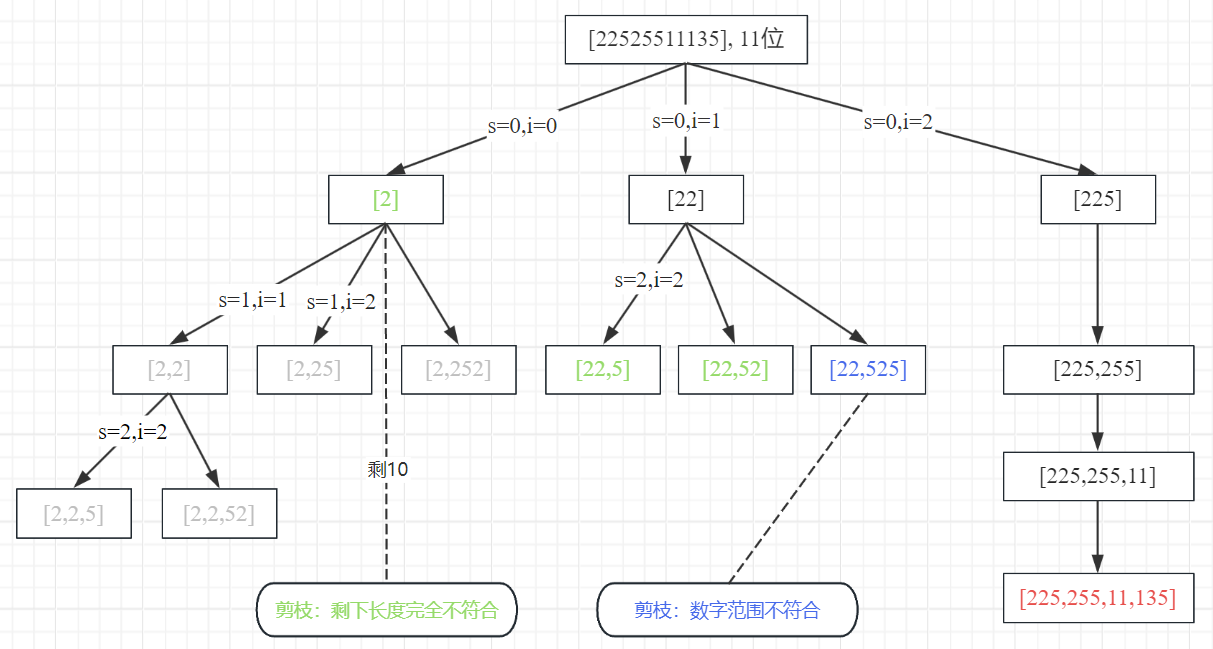 [22525511135], 11位
s=0,i=0
s=0,i=1
s=0,i=2
[2]
[22]
[225]
s=1,i=1
s=1,i=2
s=2,i=2
[2,2]
[2,25]
[2,252]
[22,5]
[22,52]
[22,525]
[225,255]
s=2,i=2
剩10
[225,255,11]
[2,2,5]
[2,2,52]
剪枝：剩下长度完全不符合
剪枝：数字范围不符合
[225,255,11,135]